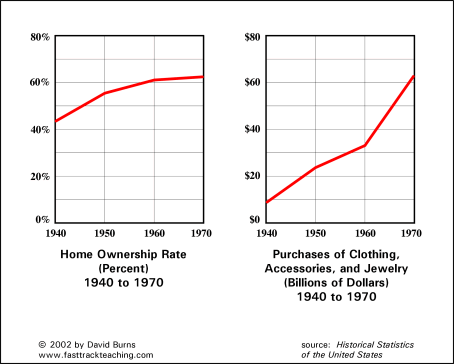 80%
60%
40%
20%
0%
1940 1950 1960 1970
Home Ownership Rate
(Percent)
1940 to 1970
$80
$60
$40
$20
$0
1940 1950 1960 1970
Purchases of Clothing,
Accessories, and Jewelry
(Billions of Dollars)
1940 to 1970
© 2002 by David Burns
www.fasttrackteaching.com
source: Historical Statistics
of the United States